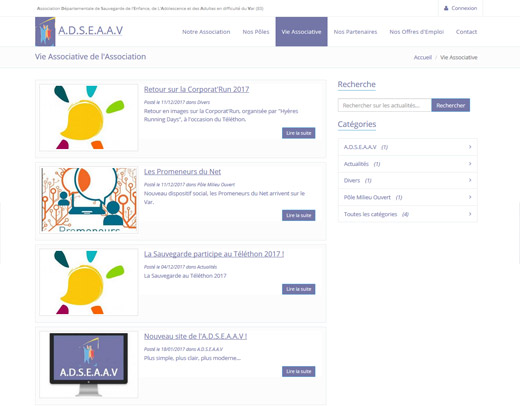 Association Départementale de Sauvegarde de l'Enfance, de L'Adolescence et des Adultes en difficulté du Var (83)
Connexion
A.D.S.E.A.A.V
Notre Association
Nos Pôles
Vie Associative
Nos Partenaires
Nos Offres d'Emploi
Contact
Vie Associative de l'Association
Accueil / Vie Associative
Retour sur la Corporat'Run 2017
Posté le 11/12/2017 dans Divers
Retour en images sur la Corporat'Run, organisée par "Hyères
Running Days", à l'occasion du Téléthon.
Lire la suite
Les Promeneurs du Net
Posté le 11/12/2017 dans Pôle Milieu Ouvert
Nouveau dispositif social, les Promeneurs du Net arrivent sur le
Var.
Lire la suite
Promeneurs
La Sauvegarde participe au Téléthon 2017 !
Posté le 04/12/2017 dans Actualités
La Sauvegarde au Téléthon 2017
Lire la suite
Nouveau site de l'A.D.S.E.A.A.V !
Posté le 18/01/2017 dans A.D.S.E.A.A.V
Plus simple, plus clair, plus moderne...
Lire la suite
A.D.S.E.A.A.V
Recherche
Rechercher sur les actualités...
Rechercher
Catégories
A.D.S.E.A.A.V (1)
Actualités (1)
Divers (1)
Pôle Milieu Ouvert (1)
Toutes les catégories (4)